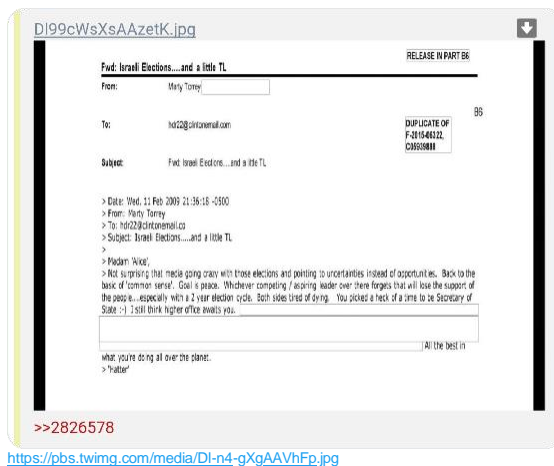 DI99cWsXsAAzetK.jpg
RELEASE IN PART B6
Fwd: Israeli Elections.....and a little TL
From: Marty Torrey
B6
To: hdr22@clintonemail.com
DUPLICATE OF
F-2015-06322,
C05939888
Subject: Fwd: Israeli Elections.....and a little TL
> Date: Wed, 11 Feb 2009 21:36:18 -0500
> From: Marty Torrey
> To: hdr22@clintonemail.co
> Subject: Israeli Elections.....and a little TL
>
> Madam 'Alice',
> Not surprising that media going crazy with those elections and pointing to uncertainties instead of opportunities. Back to the
basic of 'common sense'. Goal is peace. Whichever competing / aspiring leader over there forgets that will lose the support of
the people....especially with a 2 year election cycle. Both sides tired of dying. You picked a heck of a time to be Secretary of
State :-) I still think higher office awaits you.
All the best in
what you're doing all over the planet.
> 'Hatter'
>>2826578
https://pbs.twimg.com/media/DI-n4-gXgAAVhFp.jpg